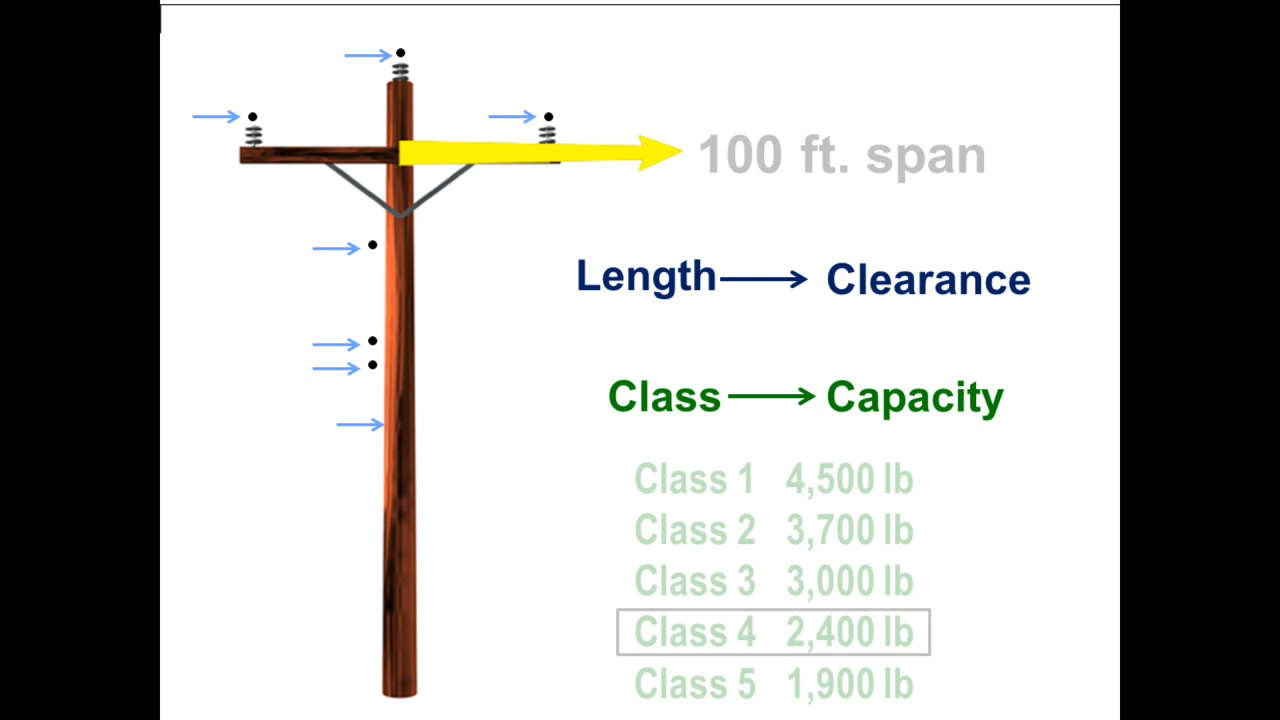 100 ft. span
Length Clearance
Class Capacity
Class 1 4,500 lb
Class 2 3,700 lb
Class 3 3,000 lb
Class 4 2,400 lb
Class 5 1,900 lb